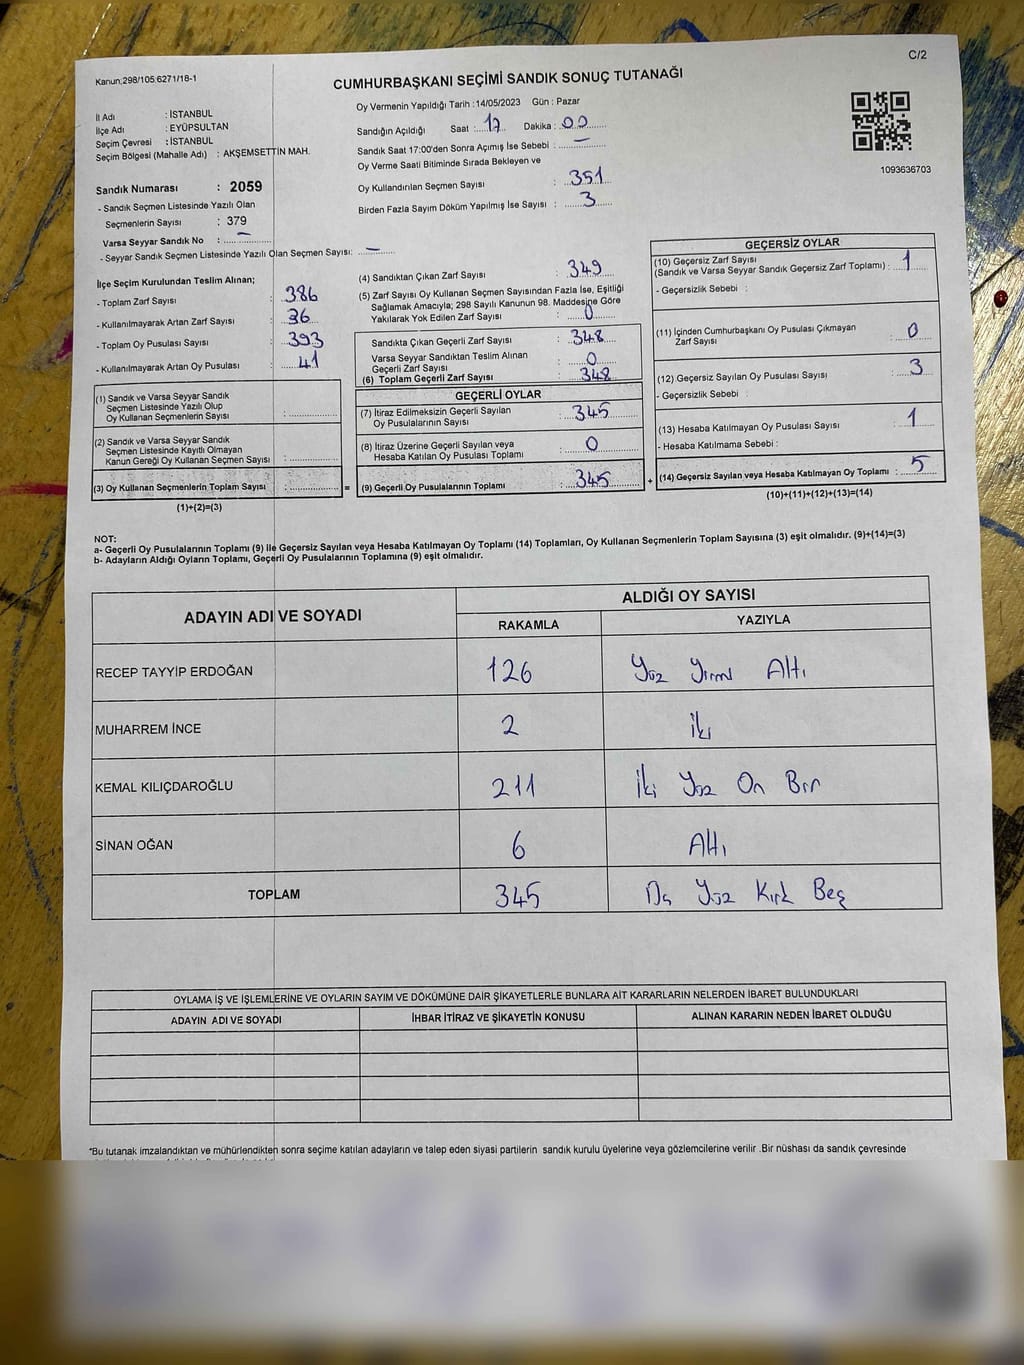 C/2
Kanun:298/105:6271/18-1
CUMHURBAŞKANI SEÇİMİ SANDIK SONUÇ TUTANAĞI
İl Adı : İSTANBUL
İlçe Adı : EYÜPSULTAN
Seçim Çevresi : İSTANBUL
Seçim Bölgesi (Mahalle Adı) : AKŞEMSETTİN MAH.
Oy Vermenin Yapıldığı Tarih :14/05/2023 Gün : Pazar
Sandığın Açıldığı Saat : 17 Dakika : 00
Sandık Saat 17:00'den Sonra Açımış İse Sebebi : —
Oy Verme Saati Bitiminde Sırada Bekleyen ve
Oy Kullandırılan Seçmen Sayısı : 351
Birden Fazla Sayım Döküm Yapılmış İse Sayısı : 3
1093636703
Sandık Numarası : 2059
- Sandık Seçmen Listesinde Yazılı Olan
Seçmenlerin Sayısı : 379
Varsa Seyyar Sandık No : —
- Seyyar Sandık Seçmen Listesinde Yazılı Olan Seçmen Sayısı: —
İlçe Seçim Kurulundan Teslim Alınan;
- Toplam Zarf Sayısı : 386
- Kullanılmayarak Artan Zarf Sayısı : 36
- Toplam Oy Pusulası Sayısı : 393
- Kullanılmayarak Artan Oy Pusulası : 41
(1) Sandık ve Varsa Seyyar Sandık
Seçmen Listesinde Yazılı Olup
Oy Kullanan Seçmenlerin Sayısı :
(2) Sandık ve Varsa Seyyar Sandık
Seçmen Listesinde Kayıtlı Olmayan
Kanun Gereği Oy Kullanan Seçmen Sayısı :
(3) Oy Kullanan Seçmenlerin Toplam Sayısı : =
(1)+(2)=(3)
(4) Sandıktan Çıkan Zarf Sayısı : 349
(5) Zarf Sayısı Oy Kullanan Seçmen Sayısından Fazla İse, Eşitliği
Sağlamak Amacıyla; 298 Sayılı Kanunun 98. Maddesine Göre
Yakılarak Yok Edilen Zarf Sayısı : 0
Sandıkta Çıkan Geçerli Zarf Sayısı : 348
Varsa Seyyar Sandıktan Teslim Alınan
Geçerli Zarf Sayısı : 0
(6) Toplam Geçerli Zarf Sayısı : 348
GEÇERLİ OYLAR
(7) İtiraz Edilmeksizin Geçerli Sayılan
Oy Pusulalarının Sayısı : 345
(8) İtiraz Üzerine Geçerli Sayılan veya
Hesaba Katılan Oy Pusulası Toplamı : 0
(9) Geçerli Oy Pusulalarının Toplamı : 345 +
GEÇERSİZ OYLAR
(10) Geçersiz Zarf Sayısı
(Sandık ve Varsa Seyyar Sandık Geçersiz Zarf Toplamı) : 1
- Geçersizlik Sebebi :
(11) İçinden Cumhurbaşkanı Oy Pusulası Çıkmayan
Zarf Sayısı : 0
(12) Geçersiz Sayılan Oy Pusulası Sayısı : 3
- Geçersizlik Sebebi :
(13) Hesaba Katılmayan Oy Pusulası Sayısı : 1
- Hesaba Katılmama Sebebi :
(14) Geçersiz Sayılan veya Hesaba Katılmayan Oy Toplamı : 5
(10)+(11)+(12)+(13)=(14)
NOT:
a- Geçerli Oy Pusulalarının Toplamı (9) ile Geçersiz Sayılan veya Hesaba Katılmayan Oy Toplamı (14) Toplamları, Oy Kullanan Seçmenlerin Toplam Sayısına (3) eşit olmalıdır. (9)+(14)=(3)
b- Adayların Aldığı Oyların Toplamı, Geçerli Oy Pusulalarının Toplamına (9) eşit olmalıdır.
ADAYIN ADI VE SOYADI ALDIĞI OY SAYISI
RAKAMLA YAZIYLA
RECEP TAYYİP ERDOĞAN 126 Yüz Yirmi Altı
MUHARREM İNCE 2 İki
KEMAL KILIÇDAROĞLU 211 İki Yüz On Bir
SİNAN OĞAN 6 Altı
TOPLAM 345 Üç Yüz Kırk Beş
OYLAMA İŞ VE İŞLEMLERİNE VE OYLARIN SAYIM VE DÖKÜMÜNE DAİR ŞİKAYETLERLE BUNLARA AİT KARARLARIN NELERDEN İBARET BULUNDUKLARI
ADAYIN ADI VE SOYADI İHBAR İTİRAZ VE ŞİKAYETİN KONUSU ALINAN KARARIN NEDEN İBARET OLDUĞU
*Bu tutanak imzalandıktan ve mühürlendikten sonra seçime katılan adayların ve talep eden siyasi partilerin sandık kurulu üyelerine veya gözlemcilerine verilir .Bir nüshası da sandık çevresinde